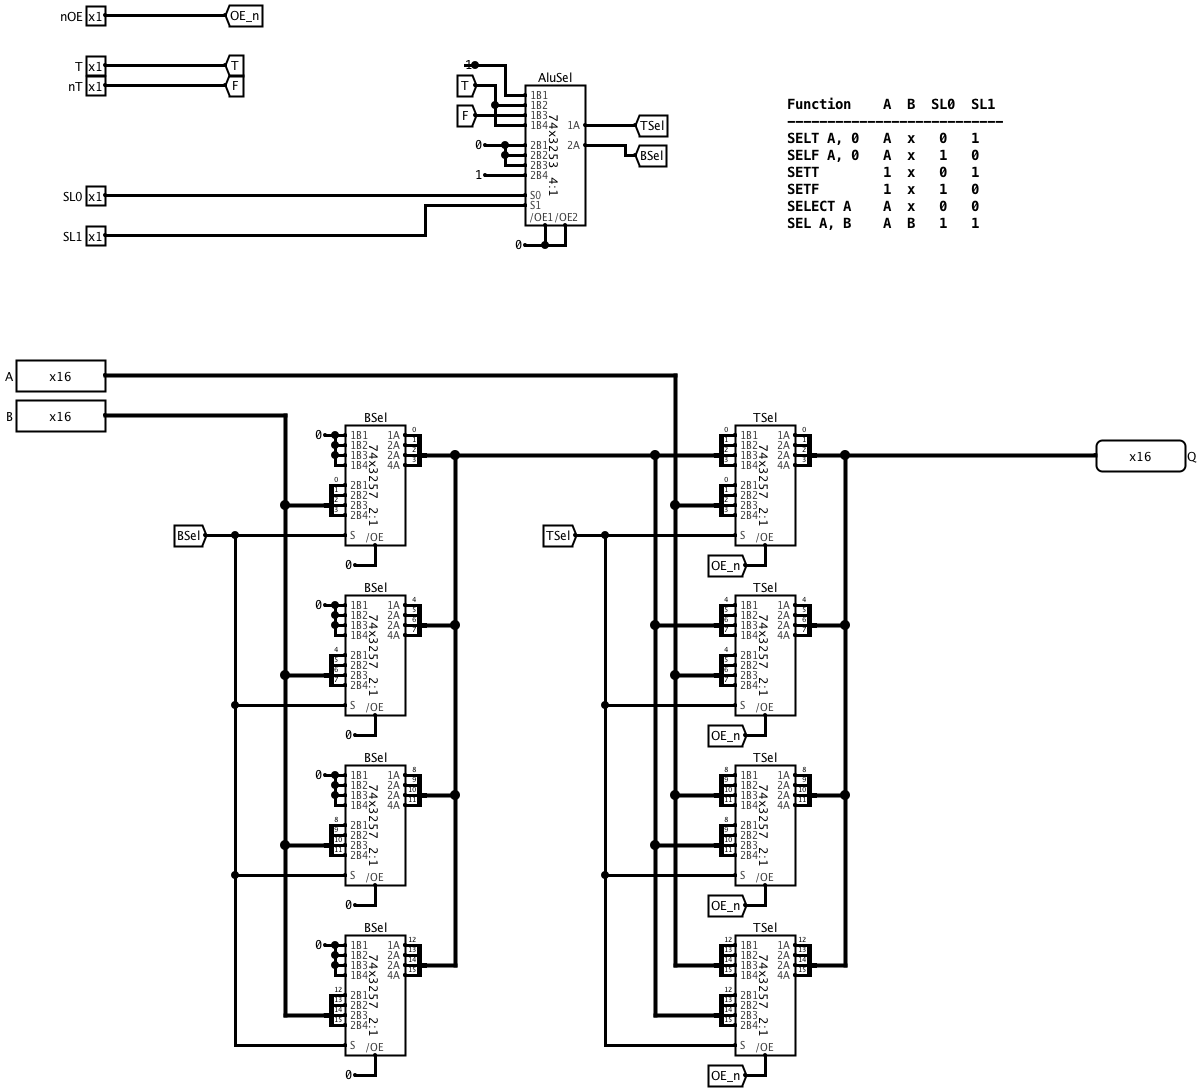 nOE x1 OE_n
T x1 T
nT x1 F
1
T
F
AluSel
1B1
1B2
1B3
1B4
2B1
2B2
2B3
2B4
S0
S1
/OE1 /OE2
1A
2A
74x3253 4:1
0
1
0
TSel
BSel
SL0 x1
SL1 x1
Function A B SL0 SL1
--------------------------
SELT A, 0 A x 0 1
SELF A, 0 A x 1 0
SETT 1 x 0 1
SETF 1 x 1 0
SELECT A A x 0 0
SEL A, B A B 1 1
A x16
B x16
BSel
0 1B1 1A 0
1B2 2A 1
1B3 2A 2
1B4 4A 3
0 2B1
1 2B2
2 2B3
3 2B4
74x3257 2:1
BSel S /OE
0
BSel
0 1B1 1A 4
1B2 2A 5
1B3 2A 6
1B4 4A 7
4 2B1
5 2B2
6 2B3
7 2B4
74x3257 2:1
S /OE
0
BSel
0 1B1 1A 8
1B2 2A 9
1B3 2A 10
1B4 4A 11
8 2B1
9 2B2
10 2B3
11 2B4
74x3257 2:1
S /OE
0
BSel
0 1B1 1A 12
1B2 2A 13
1B3 2A 14
1B4 4A 15
12 2B1
13 2B2
14 2B3
15 2B4
74x3257 2:1
S /OE
0
TSel
0 1B1 1A 0
1 1B2 2A 1
2 1B3 2A 2
3 1B4 4A 3
0 2B1
1 2B2
2 2B3
3 2B4
74x3257 2:1
TSel S /OE
OE_n
TSel
4 1B1 1A 4
5 1B2 2A 5
6 1B3 2A 6
7 1B4 4A 7
4 2B1
5 2B2
6 2B3
7 2B4
74x3257 2:1
S /OE
OE_n
TSel
8 1B1 1A 8
9 1B2 2A 9
10 1B3 2A 10
11 1B4 4A 11
8 2B1
9 2B2
10 2B3
11 2B4
74x3257 2:1
S /OE
OE_n
TSel
12 1B1 1A 12
13 1B2 2A 13
14 1B3 2A 14
15 1B4 4A 15
12 2B1
13 2B2
14 2B3
15 2B4
74x3257 2:1
S /OE
OE_n
x16 Q